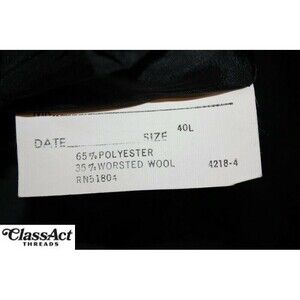 DATE SIZE 40L
65% POLYESTER
35% WORSTED WOOL 4218-4
RN51804
ClassAct
THREADS